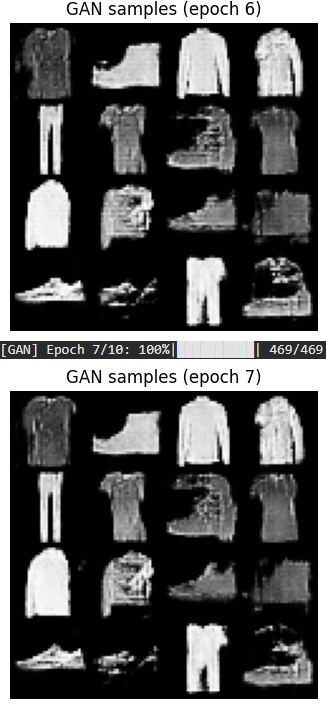 GAN samples (epoch 6)
[GAN] Epoch 7/10: 100%| | 469/469
GAN samples (epoch 7)